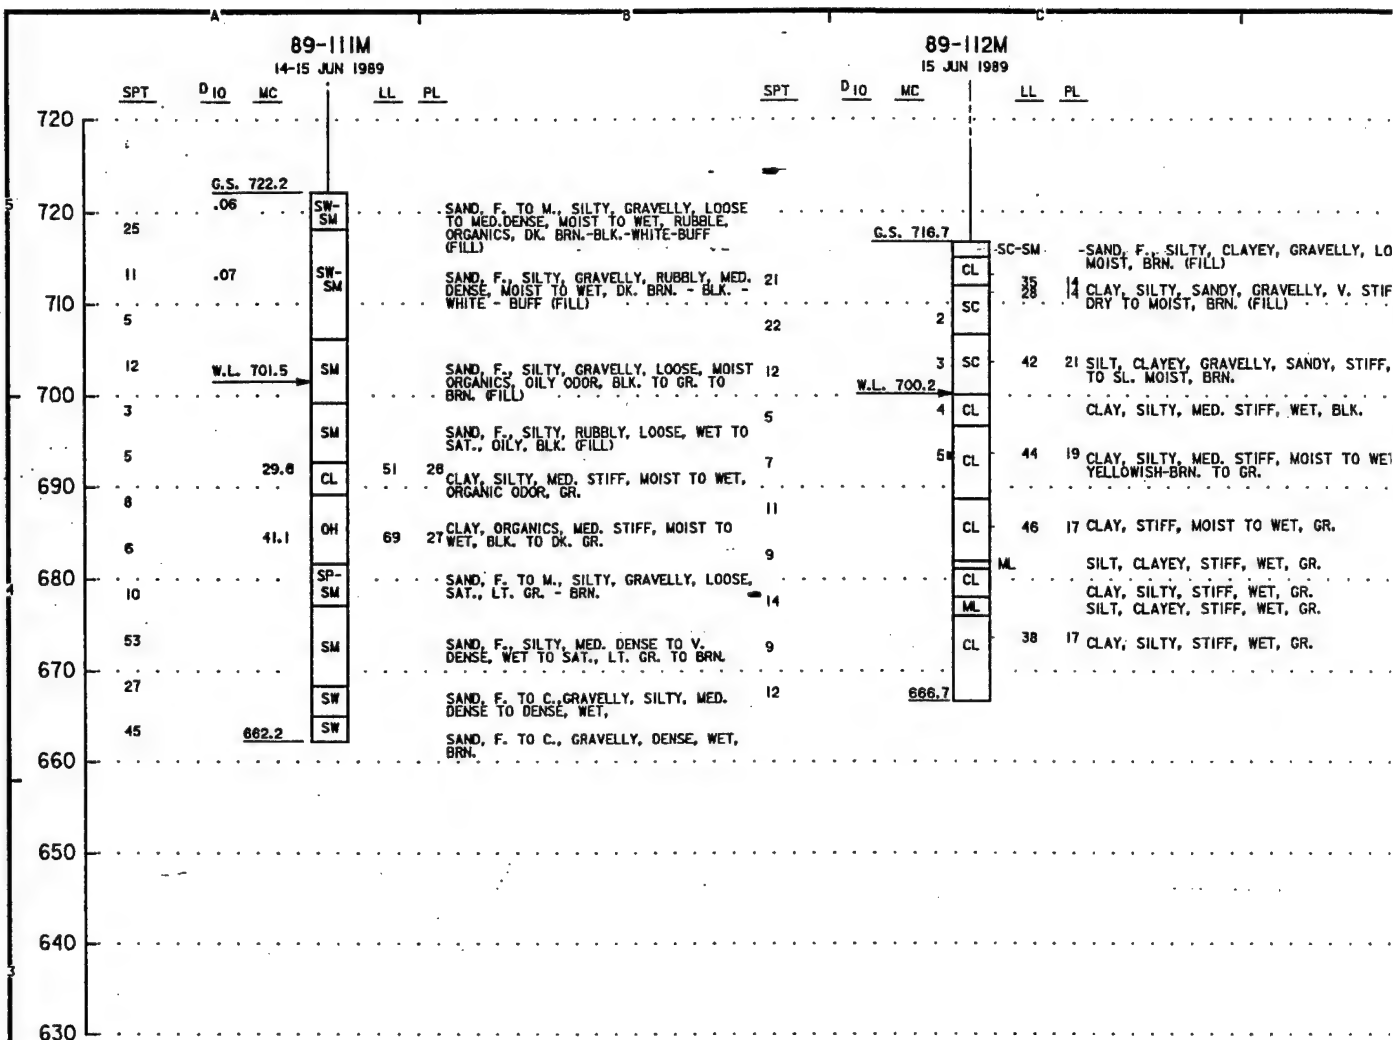 A B C
89-111M
14-15 JUN 1989
SPT D10 MC LL PL
720
G.S. 722.2
5
720
.06
SW-SM
SAND, F. TO M., SILTY, GRAVELLY, LOOSE
TO MED.DENSE, MOIST TO WET, RUBBLE,
ORGANICS, DK. BRN.-BLK.-WHITE-BUFF
(FILL)
25
11
.07
SW-SM
SAND, F., SILTY, GRAVELLY, RUBBLY, MED.
DENSE, MOIST TO WET, DK. BRN. - BLK. -
WHITE - BUFF (FILL)
710
5
12
W.L. 701.5
SM
SAND, F., SILTY, GRAVELLY, LOOSE, MOIST
ORGANICS, OILY ODOR, BLK. TO GR. TO
BRN. (FILL)
700
3
SM
SAND, F., SILTY, RUBBLY, LOOSE, WET TO
SAT., OILY, BLK. (FILL)
5
29.6
CL
51 26
CLAY, SILTY, MED. STIFF, MOIST TO WET,
ORGANIC ODOR, GR.
690
8
41.1
OH
69 27
CLAY, ORGANICS, MED. STIFF, MOIST TO
WET, BLK. TO DK. GR.
6
4
680
SP-SM
SAND, F. TO M., SILTY, GRAVELLY, LOOSE,
SAT., LT. GR. - BRN.
10
53
SM
SAND, F., SILTY, MED. DENSE TO V.
DENSE, WET TO SAT., LT. GR. TO BRN.
670
27
SW
SAND, F. TO C.,GRAVELLY, SILTY, MED.
DENSE TO DENSE, WET,
45
662.2
SW
SAND, F. TO C., GRAVELLY, DENSE, WET,
BRN.
660
650
640
3
630
89-112M
15 JUN 1989
SPT D10 MC LL PL
G.S. 716.7
SC-SM
SAND, F., SILTY, CLAYEY, GRAVELLY, LO
MOIST, BRN. (FILL)
21
CL
35 14
28 14
CLAY, SILTY, SANDY, GRAVELLY, V. STIF
DRY TO MOIST, BRN. (FILL)
22
2
SC
12
3
SC
42 21
SILT, CLAYEY, GRAVELLY, SANDY, STIFF,
TO SL. MOIST, BRN.
W.L. 700.2
5
4
CL
CLAY, SILTY, MED. STIFF, WET, BLK.
7
5
CL
44 19
CLAY, SILTY, MED. STIFF, MOIST TO WET
YELLOWISH-BRN. TO GR.
11
CL
46 17
CLAY, STIFF, MOIST TO WET, GR.
9
ML
SILT, CLAYEY, STIFF, WET, GR.
CL
CLAY, SILTY, STIFF, WET, GR.
14
ML
SILT, CLAYEY, STIFF, WET, GR.
9
CL
38 17
CLAY, SILTY, STIFF, WET, GR.
12
666.7